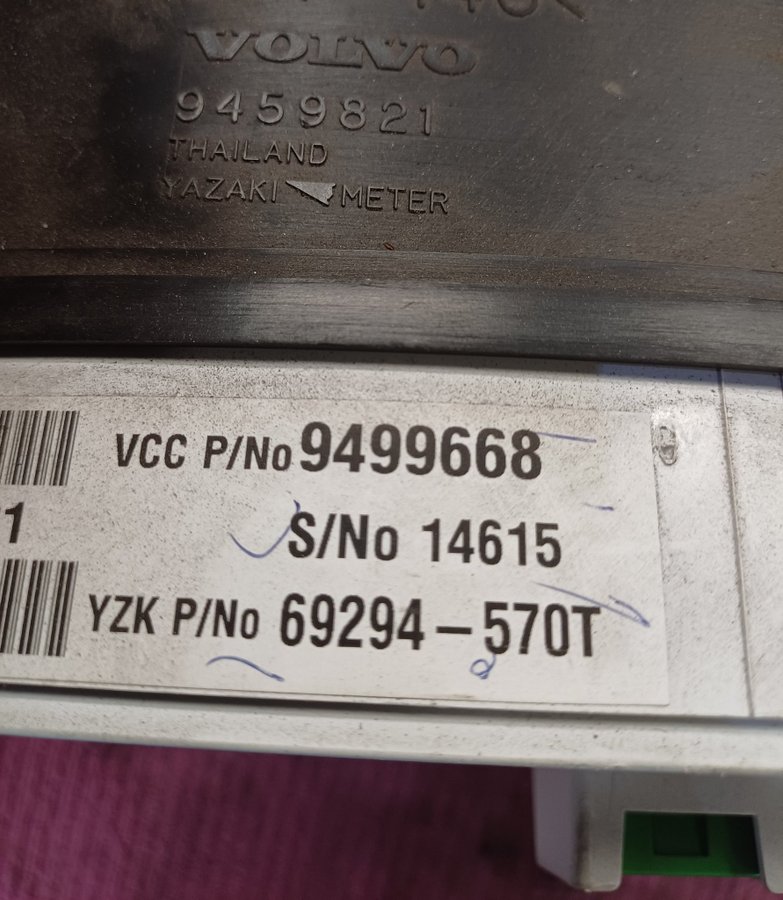 VOLVO
9459821
THAILAND
YAZAKI METER
VCC P/No 9499668
1
S/No 14615
YZK P/No 69294-570T